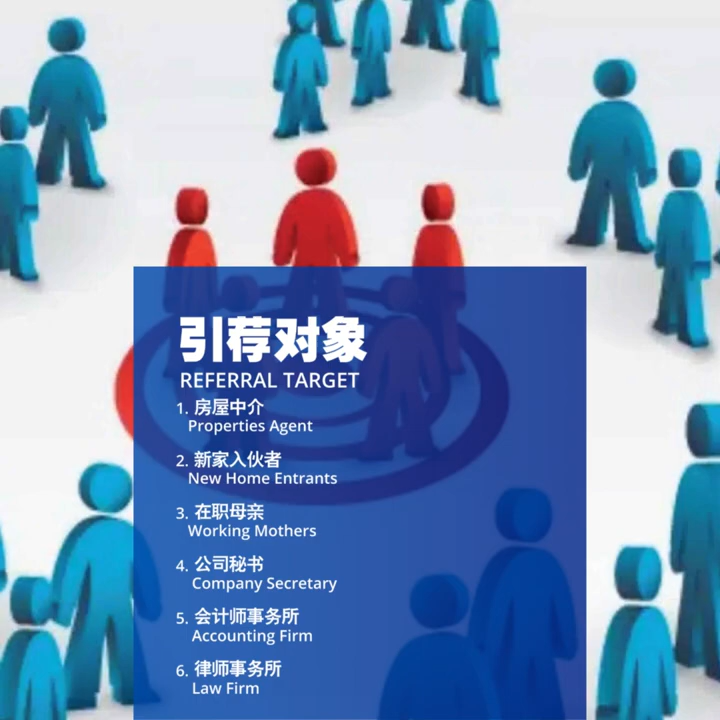 引荐对象
REFERRAL TARGET
1. 房屋中介
Properties Agent
2. 新家入伙者
New Home Entrants
3. 在职母亲
Working Mothers
4. 公司秘书
Company Secretary
5. 会计师事务所
Accounting Firm
6. 律师事务所
Law Firm